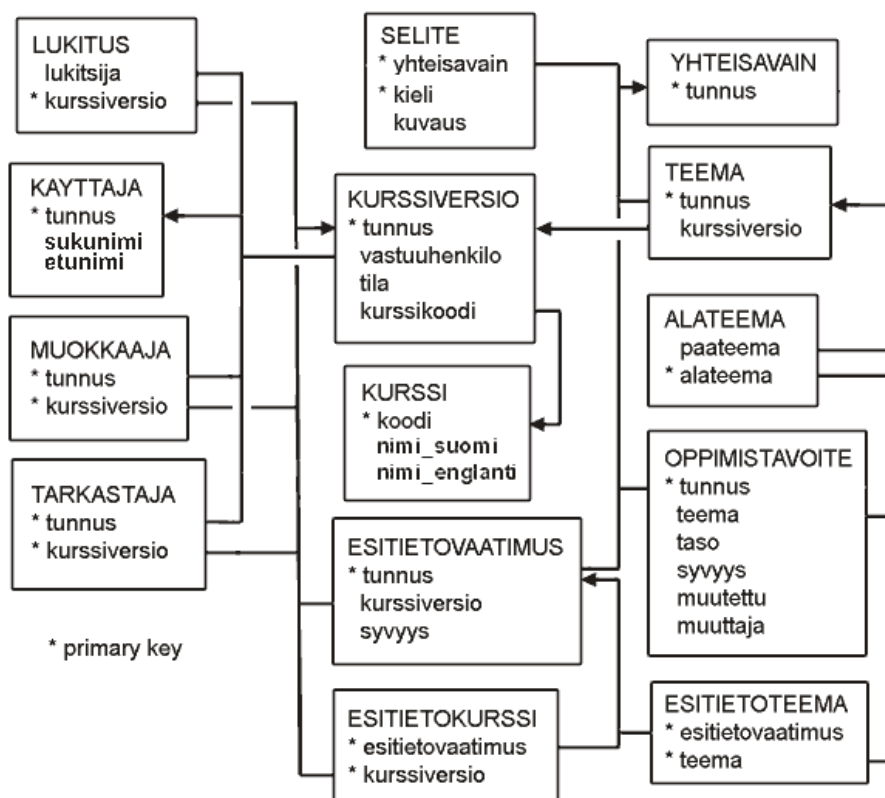 LUKITUS
lukitsija
* kurssiversio
KAYTTAJA
* tunnus
sukunimi
etunimi
MUOKKAAJA
* tunnus
* kurssiversio
TARKASTAJA
* tunnus
* kurssiversio
* primary key
SELITE
* yhteisavain
* kieli
kuvaus
KURSSIVERSIO
* tunnus
vastuuhenkilo
tila
kurssikoodi
KURSSI
* koodi
nimi_suomi
nimi_englanti
ESITIETOVAATIMUS
* tunnus
kurssiversio
syvyys
ESITIETOKURSSI
* esitietovaatimus
* kurssiversio
YHTEISAVAIN
* tunnus
TEEMA
* tunnus
kurssiversio
ALATEEMA
paateema
* alateema
OPPIMISTAVOITE
* tunnus
teema
taso
syvyys
muutettu
muuttaja
ESITIETOTEEMA
* esitietovaatimus
* teema